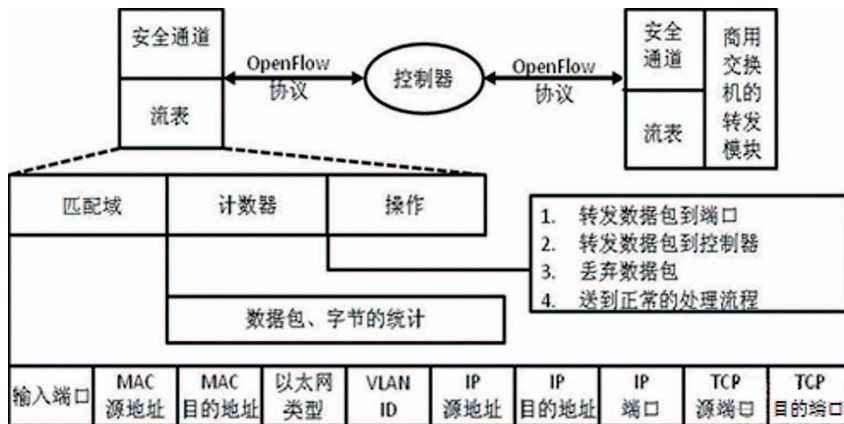 安全通道
流表
OpenFlow
协议
控制器
OpenFlow
协议
安全
通道
流表
商用
交换
机的
转发
模块
匹配域
计数器
操作
1. 转发数据包到端口
2. 转发数据包到控制器
3. 丢弃数据包
4. 送到正常的处理流程
数据包、字节的统计
输入端口
MAC
源地址
MAC
目的地址
以太网
类型
VLAN
ID
IP
源地址
IP
目的地址
IP
端口
TCP
源端口
TCP
目的端口